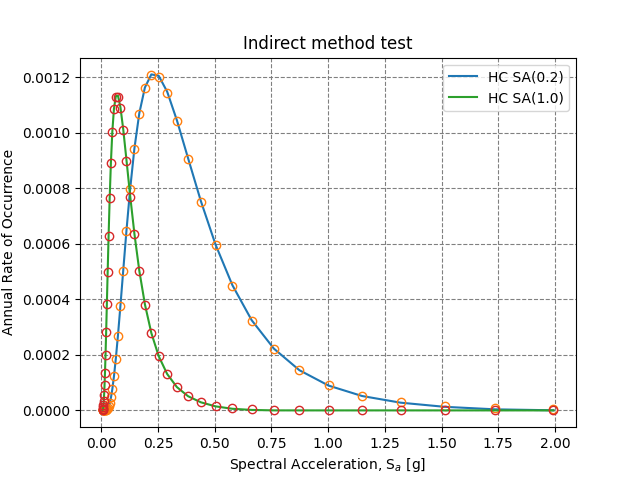 Indirect method test
HC SA(0.2)
HC SA(1.0)
Annual Rate of Occurrence
0.0012
0.0010
0.0008
0.0006
0.0004
0.0002
0.0000
0.00 0.25 0.50 0.75 1.00 1.25 1.50 1.75 2.00
Spectral Acceleration, Sₐ [g]